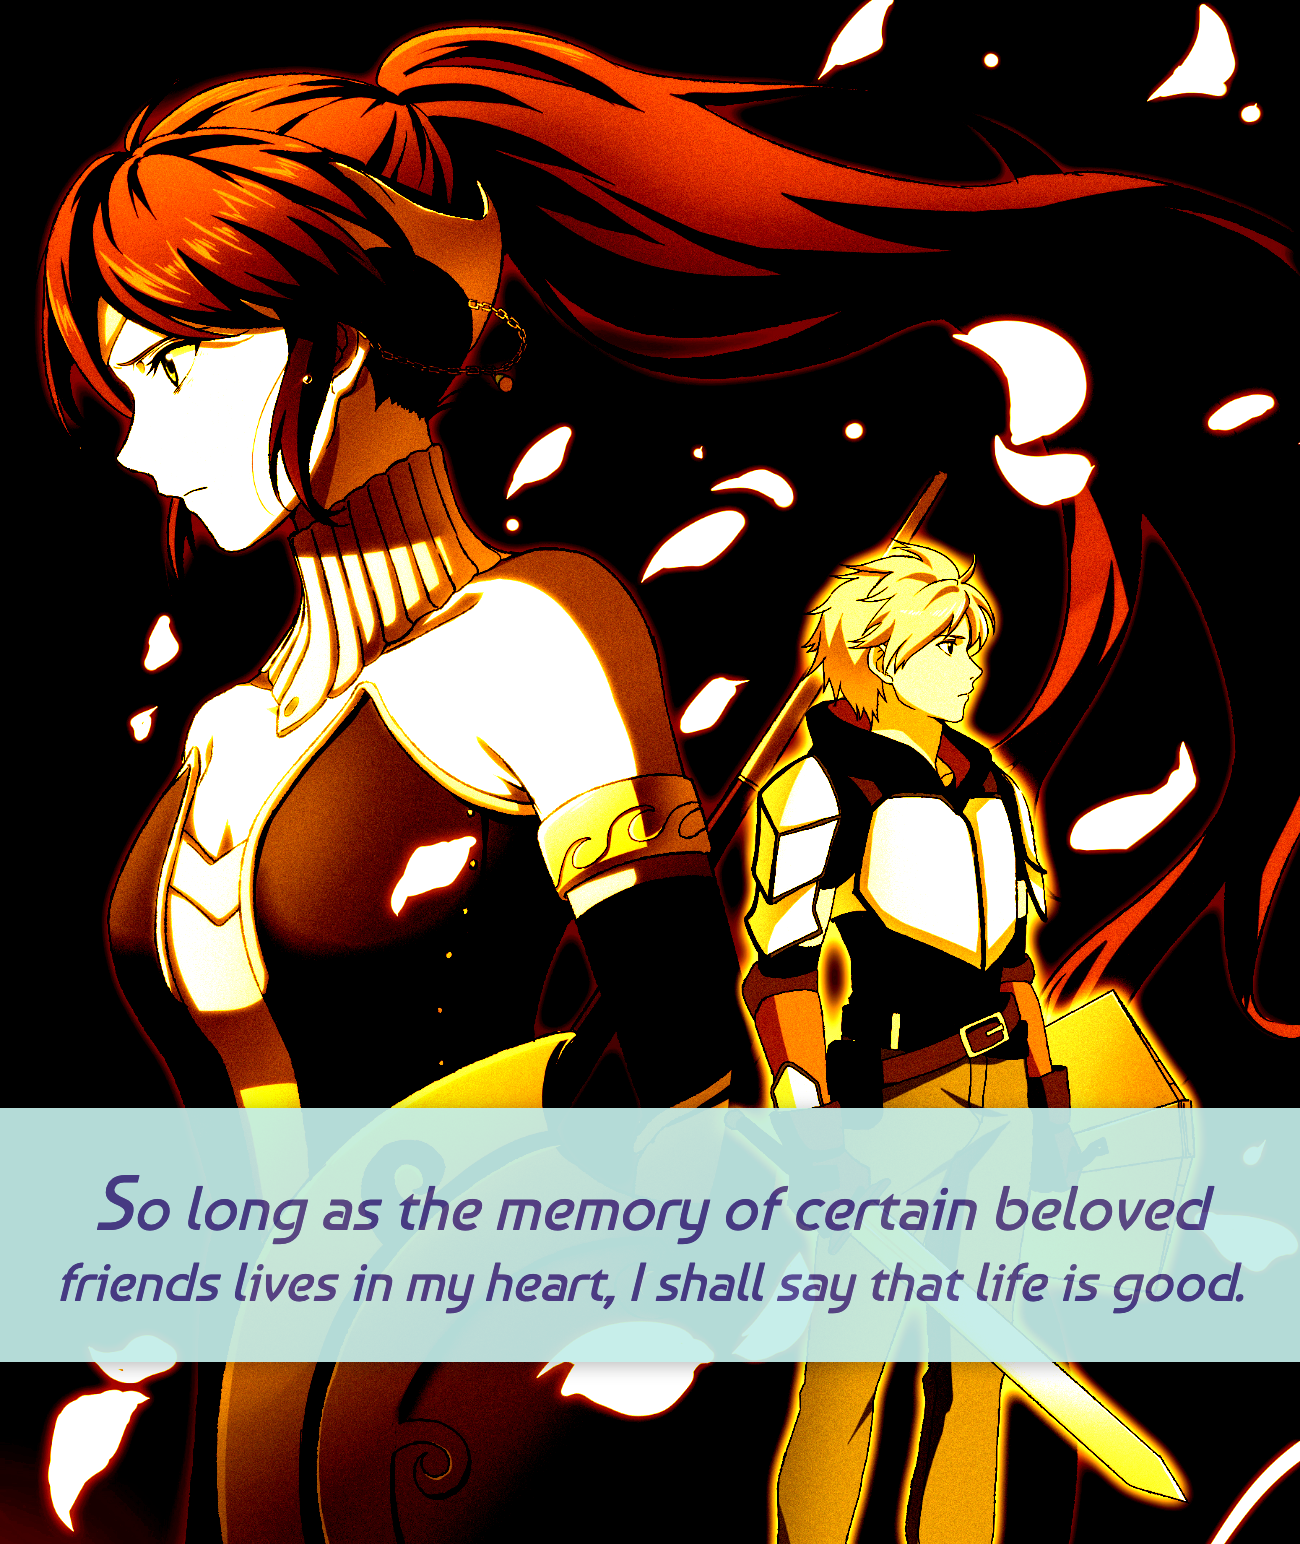 So long as the memory of certain beloved
friends lives in my heart, I shall say that life is good.